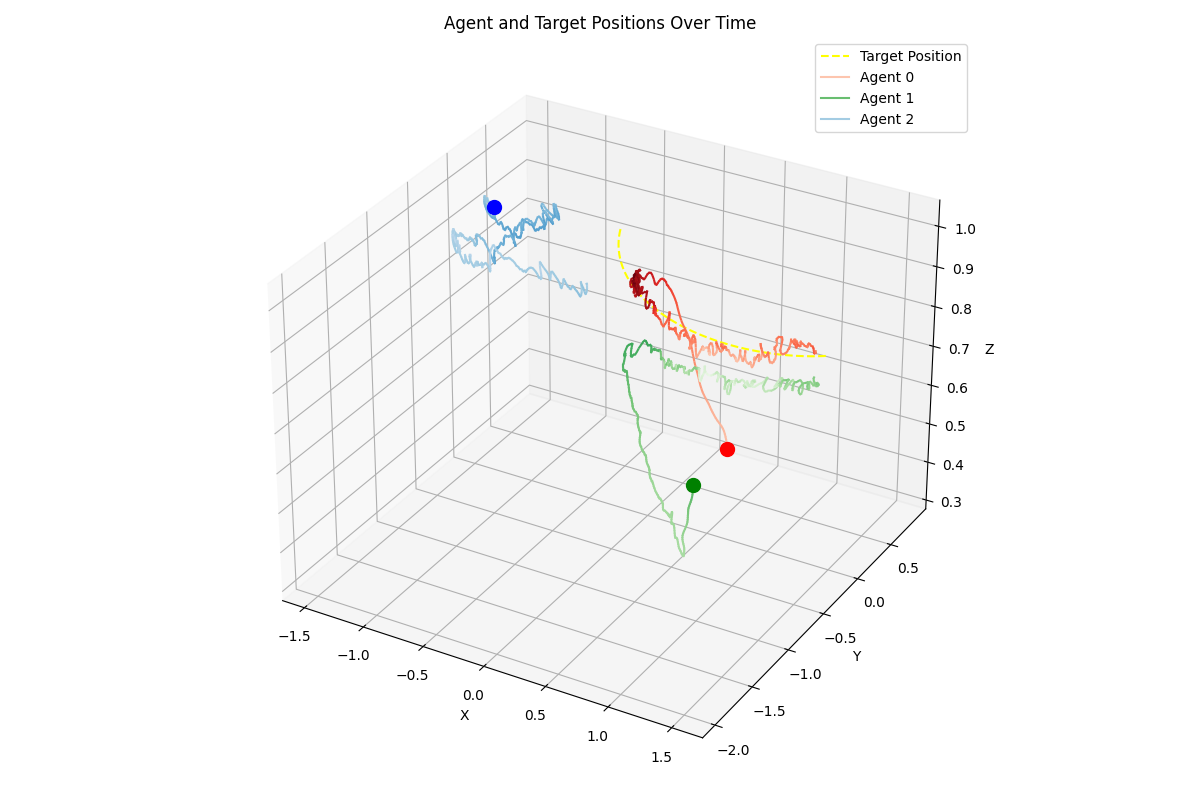 Agent and Target Positions Over Time
Target Position
Agent 0
Agent 1
Agent 2
1.0
0.9
0.8
0.7
0.6
0.5
0.4
0.3
Z
0.5
0.0
−0.5
−1.0
−1.5
−2.0
Y
−1.5
−1.0
−0.5
0.0
0.5
1.0
1.5
X